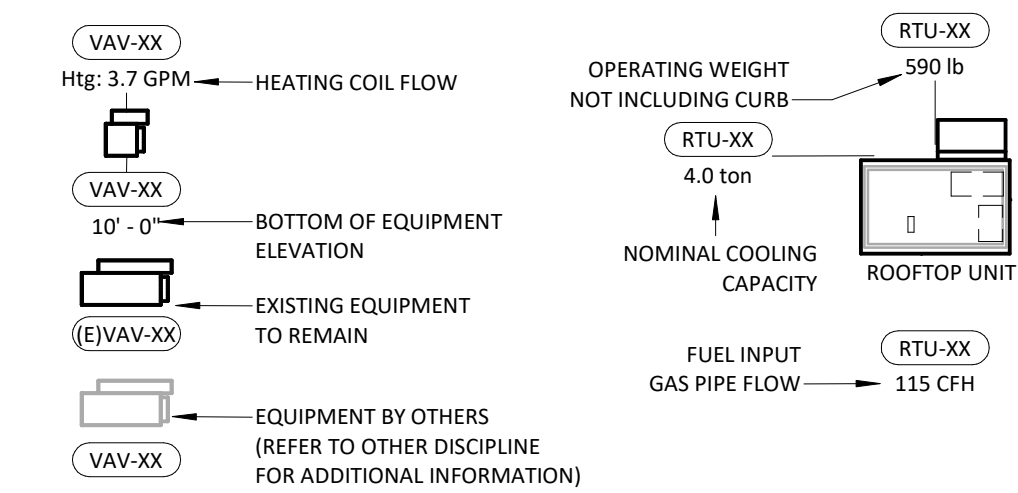 VAV-XX
Htg: 3.7 GPM
HEATING COIL FLOW
VAV-XX
10' - 0"
BOTTOM OF EQUIPMENT
ELEVATION
EXISTING EQUIPMENT
TO REMAIN
(E)VAV-XX
EQUIPMENT BY OTHERS
(REFER TO OTHER DISCIPLINE
FOR ADDITIONAL INFORMATION)
VAV-XX
RTU-XX
590 lb
OPERATING WEIGHT
NOT INCLUDING CURB
RTU-XX
4.0 ton
NOMINAL COOLING
CAPACITY
ROOFTOP UNIT
RTU-XX
FUEL INPUT
GAS PIPE FLOW
115 CFH